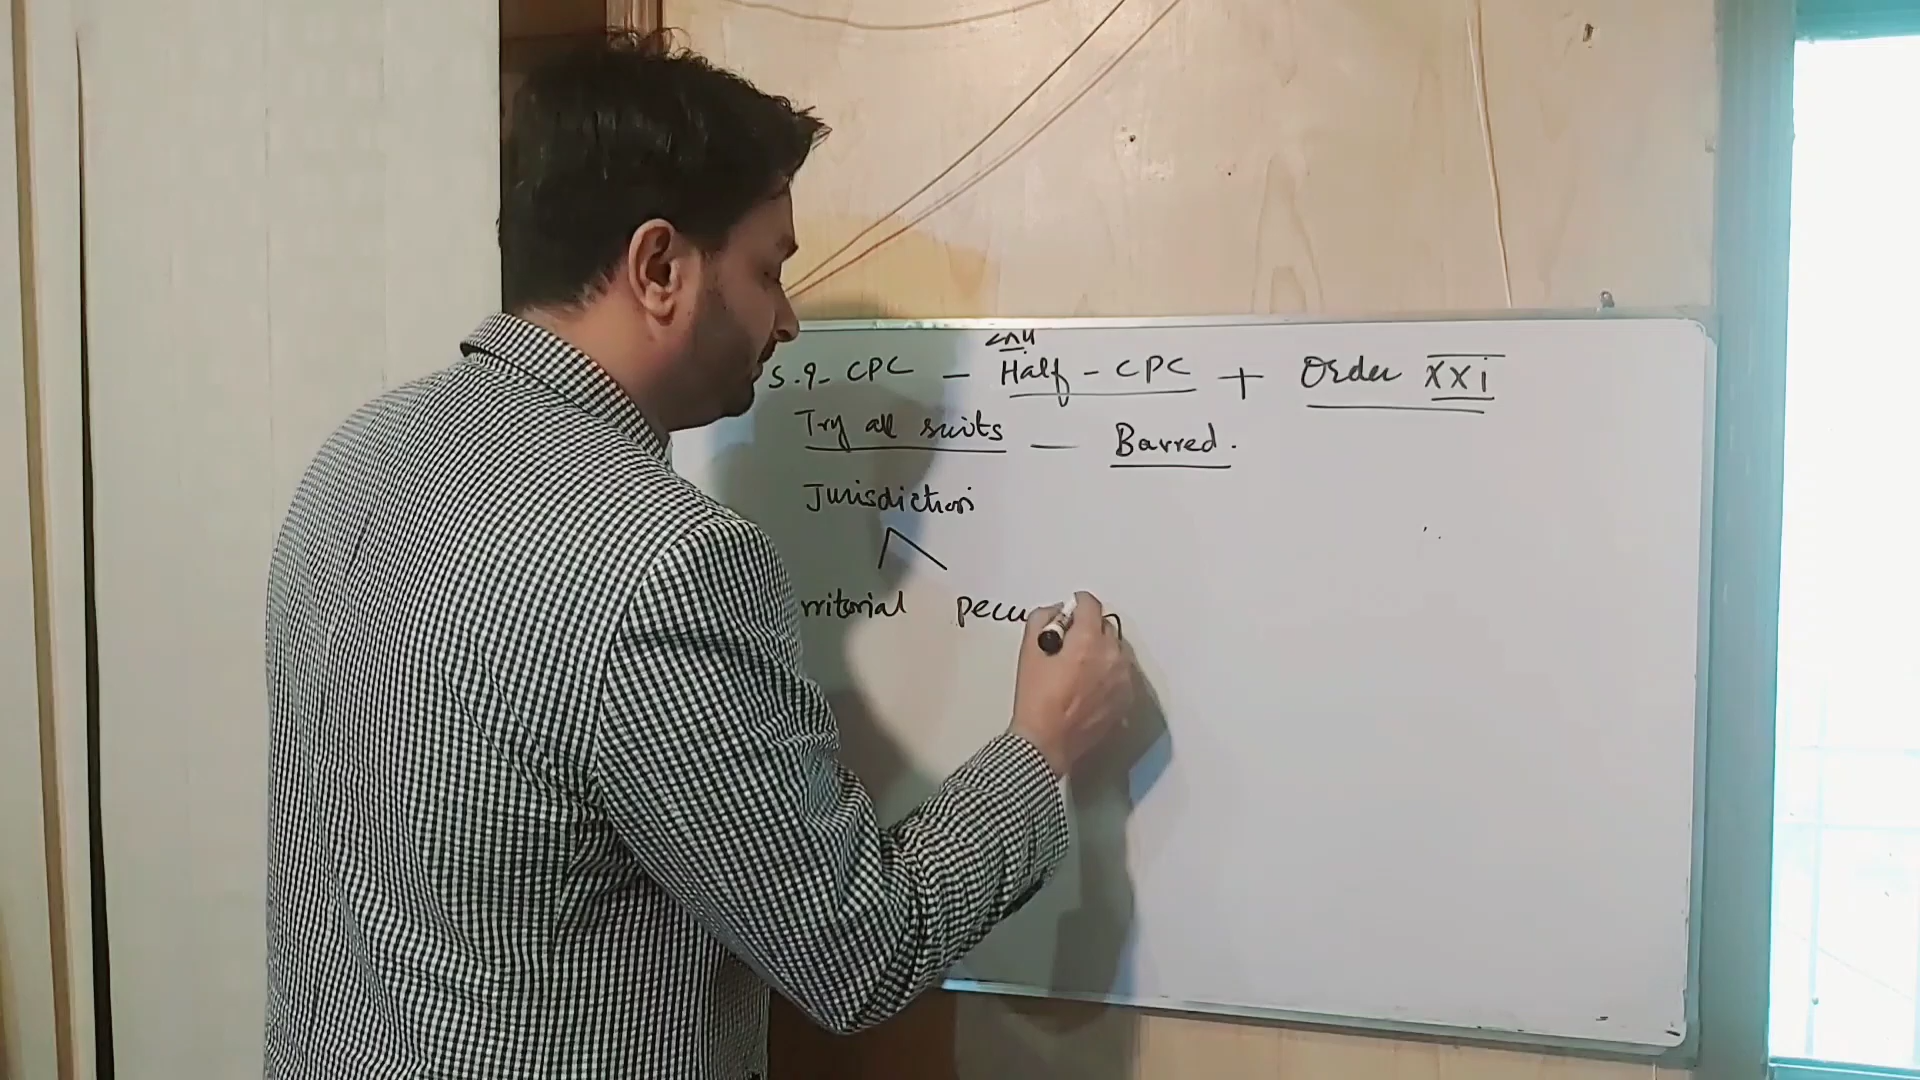 S.9- CPC - Half - CPC + Order XXI
Try all suits - Barred.
Jurisdiction
rritorial pecu